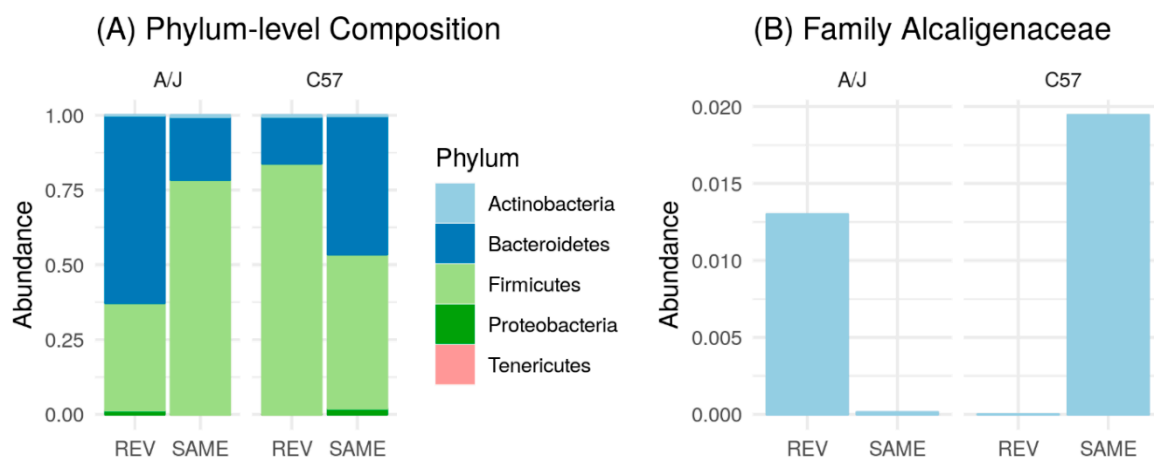 (A) Phylum-level Composition
A/J
C57
Abundance
1.00
0.75
0.50
0.25
0.00
REV
SAME
REV
SAME
Phylum
Actinobacteria
Bacteroidetes
Firmicutes
Proteobacteria
Tenericutes
(B) Family Alcaligenaceae
A/J
C57
Abundance
0.020
0.015
0.010
0.005
0.000
REV
SAME
REV
SAME